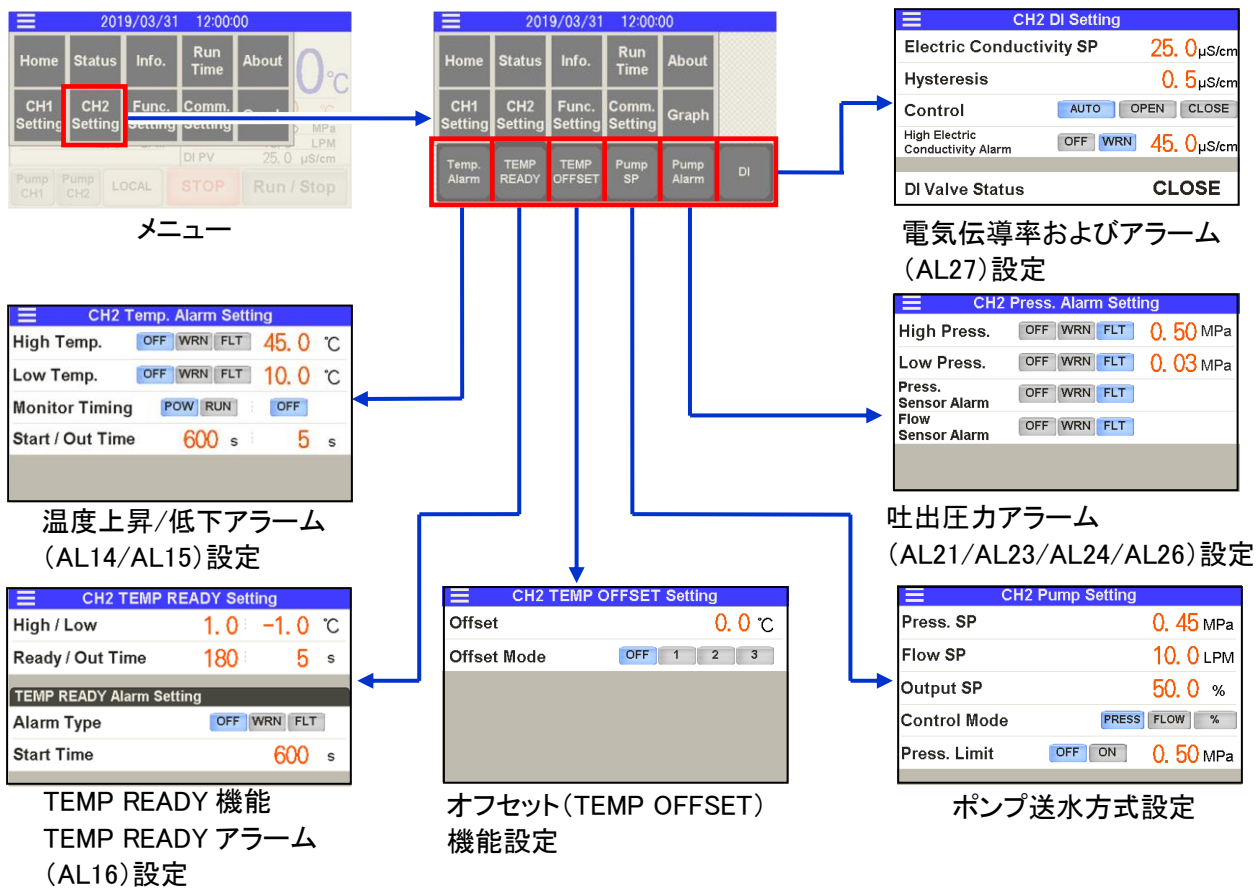 2019/03/31 12:00:00
Home Status Info. Run Time About
CH1 Setting CH2 Setting Func. Setting Comm. Setting
0 ℃
MPa
LPM
DI PV 25. 0 μS/cm
Pump CH1 Pump CH2 LOCAL STOP Run / Stop
メニュー
2019/03/31 12:00:00
Home Status Info. Run Time About
CH1 Setting CH2 Setting Func. Setting Comm. Setting Graph
Temp. Alarm TEMP READY TEMP OFFSET Pump SP Pump Alarm DI
CH2 DI Setting
Electric Conductivity SP 25. 0 μS/cm
Hysteresis 0. 5 μS/cm
Control AUTO OPEN CLOSE
High Electric
Conductivity Alarm OFF WRN 45. 0 μS/cm
DI Valve Status CLOSE
電気伝導率およびアラーム
（AL27）設定
CH2 Temp. Alarm Setting
High Temp. OFF WRN FLT 45. 0 ℃
Low Temp. OFF WRN FLT 10. 0 ℃
Monitor Timing POW RUN OFF
Start / Out Time 600 s 5 s
温度上昇/低下アラーム
（AL14/AL15）設定
CH2 Press. Alarm Setting
High Press. OFF WRN FLT 0. 50 MPa
Low Press. OFF WRN FLT 0. 03 MPa
Press.
Sensor Alarm OFF WRN FLT
Flow
Sensor Alarm OFF WRN FLT
吐出圧力アラーム
（AL21/AL23/AL24/AL26）設定
CH2 TEMP READY Setting
High / Low 1. 0 -1. 0 ℃
Ready / Out Time 180 5 s
TEMP READY Alarm Setting
Alarm Type OFF WRN FLT
Start Time 600 s
TEMP READY 機能
TEMP READY アラーム
（AL16）設定
CH2 TEMP OFFSET Setting
Offset 0. 0 ℃
Offset Mode OFF 1 2 3
オフセット（TEMP OFFSET）
機能設定
CH2 Pump Setting
Press. SP 0. 45 MPa
Flow SP 10. 0 LPM
Output SP 50. 0 %
Control Mode PRESS FLOW %
Press. Limit OFF ON 0. 50 MPa
ポンプ送水方式設定